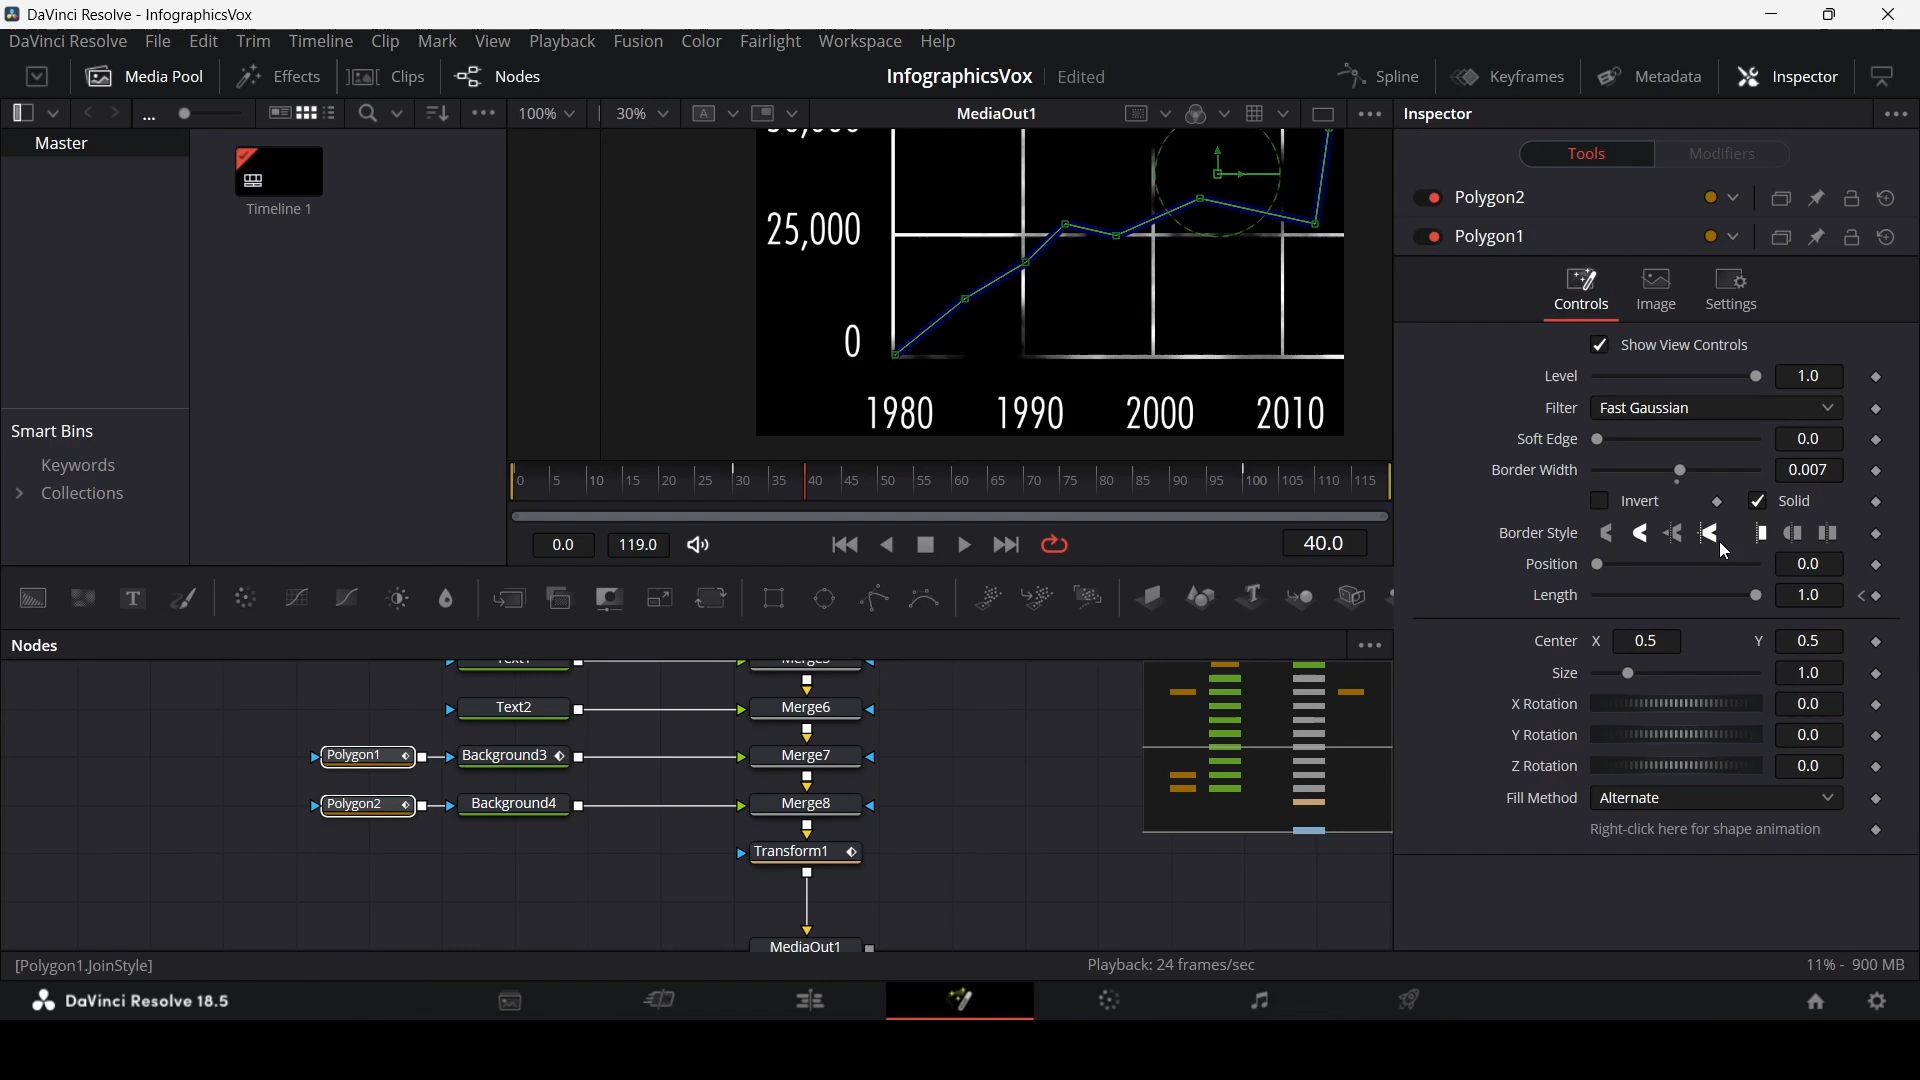 DaVinci Resolve - InfographicsVox
DaVinci Resolve File Edit Trim Timeline Clip Mark View Playback Fusion Color Fairlight Workspace Help
Media Pool Effects Clips Nodes InfographicsVox Edited Spline Keyframes Metadata Inspector
... 100% 30% A MediaOut1 Inspector
Master
Timeline 1
Tools Modifiers
Polygon2
Polygon1
Controls Image Settings
25,000
0
1980 1990 2000 2010
Show View Controls
Level 1.0
Filter Fast Gaussian
Soft Edge 0.0
Border Width 0.007
Invert Solid
Border Style
Position 0.0
Length 1.0
Center X 0.5 Y 0.5
Size 1.0
X Rotation 0.0
Y Rotation 0.0
Z Rotation 0.0
Fill Method Alternate
Right-click here for shape animation
Smart Bins
Keywords
Collections
0 5 10 15 20 25 30 35 40 45 50 55 60 65 70 75 80 85 90 95 100 105 110 115
0.0 119.0 40.0
T T
Nodes
Text2 Merge6
Polygon1 Background3 Merge7
Polygon2 Background4 Merge8
Transform1
MediaOut1
[Polygon1.JoinStyle] Playback: 24 frames/sec 11% - 900 MB
DaVinci Resolve 18.5